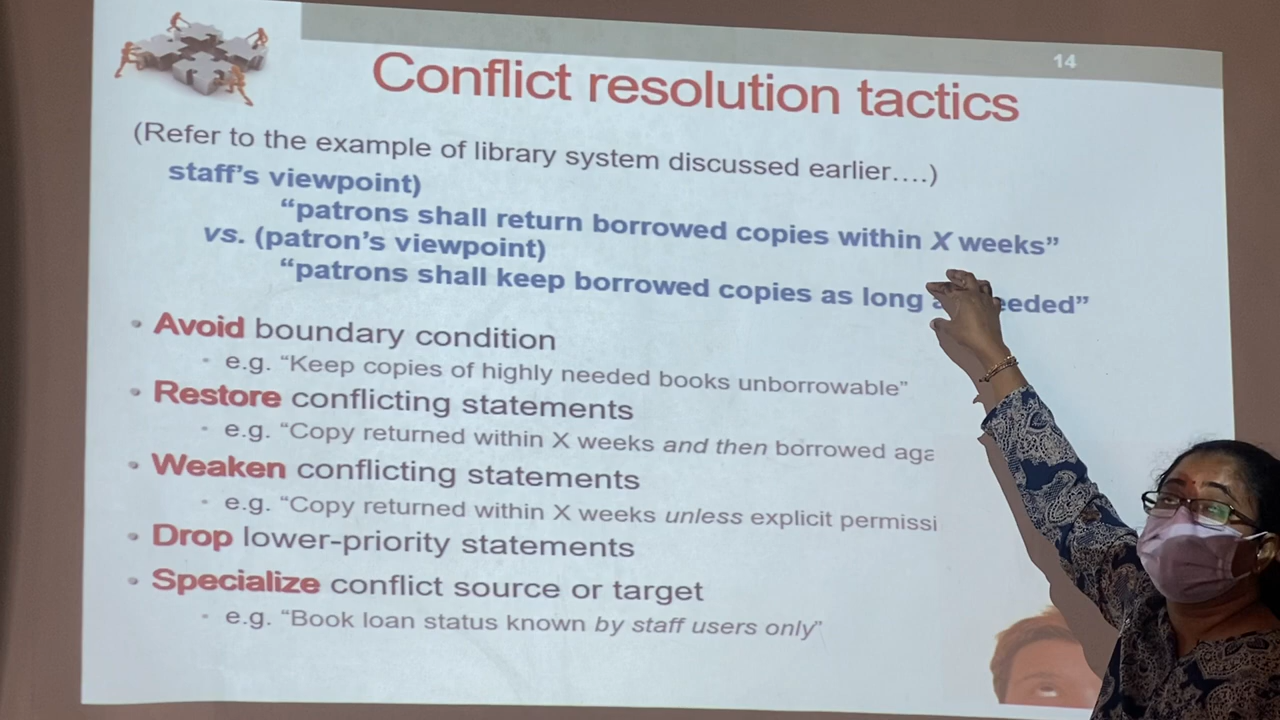 14
Conflict resolution tactics
(Refer to the example of library system discussed earlier….)
staff's viewpoint)
“patrons shall return borrowed copies within X weeks”
vs. (patron's viewpoint)
“patrons shall keep borrowed copies as long
• Avoid boundary condition
• e.g. “Keep copies of highly needed books unborrowable”
• Restore conflicting statements
• e.g. “Copy returned within X weeks and then borrowed
• Weaken conflicting statements
• e.g. “Copy returned within X weeks unless explicit
• Drop lower-priority statements
• Specialize conflict source or target
• e.g. “Book loan status known by staff users only”